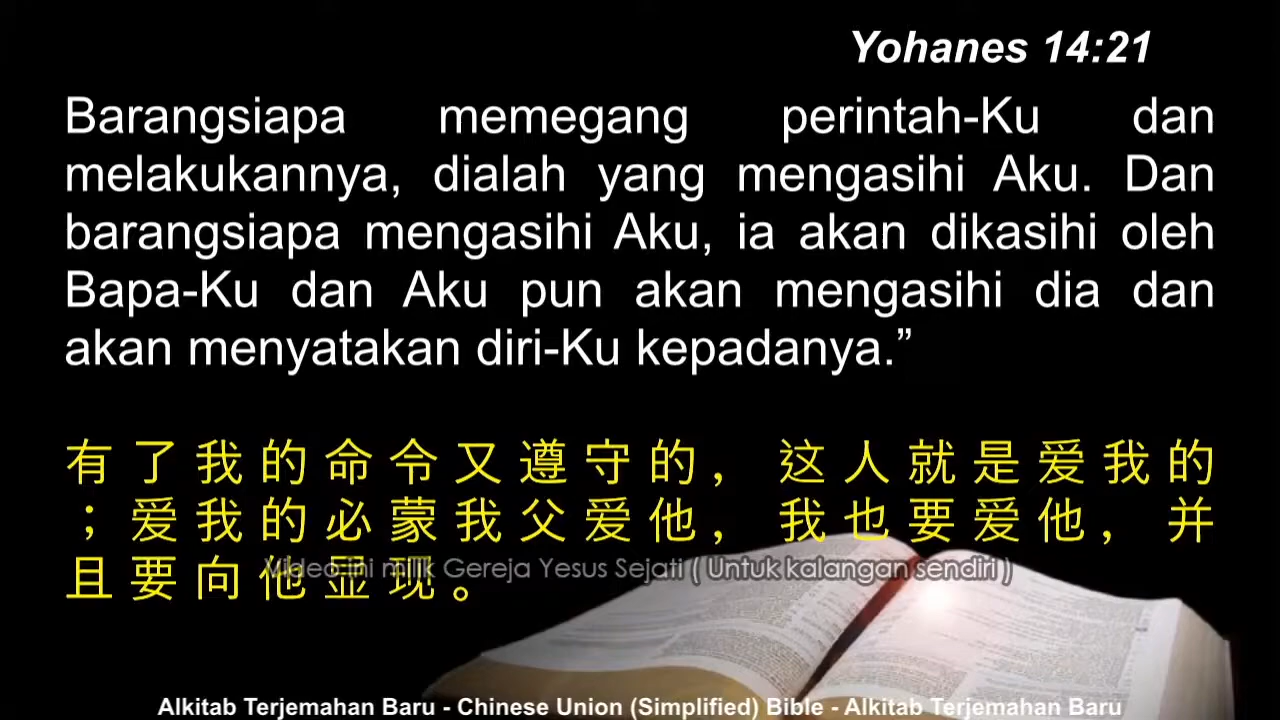 Yohanes 14:21
Barangsiapa memegang perintah-Ku dan
melakukannya, dialah yang mengasihi Aku. Dan
barangsiapa mengasihi Aku, ia akan dikasihi oleh
Bapa-Ku dan Aku pun akan mengasihi dia dan
akan menyatakan diri-Ku kepadanya.”
有了我的命令又遵守的，这人就是爱我的
；爱我的必蒙我父爱他，我也要爱他，并
且要向他显现。
Video ini milik Gereja Yesus Sejati ( Untuk kalangan sendiri )
Alkitab Terjemahan Baru - Chinese Union (Simplified) Bible - Alkitab Terjemahan Baru